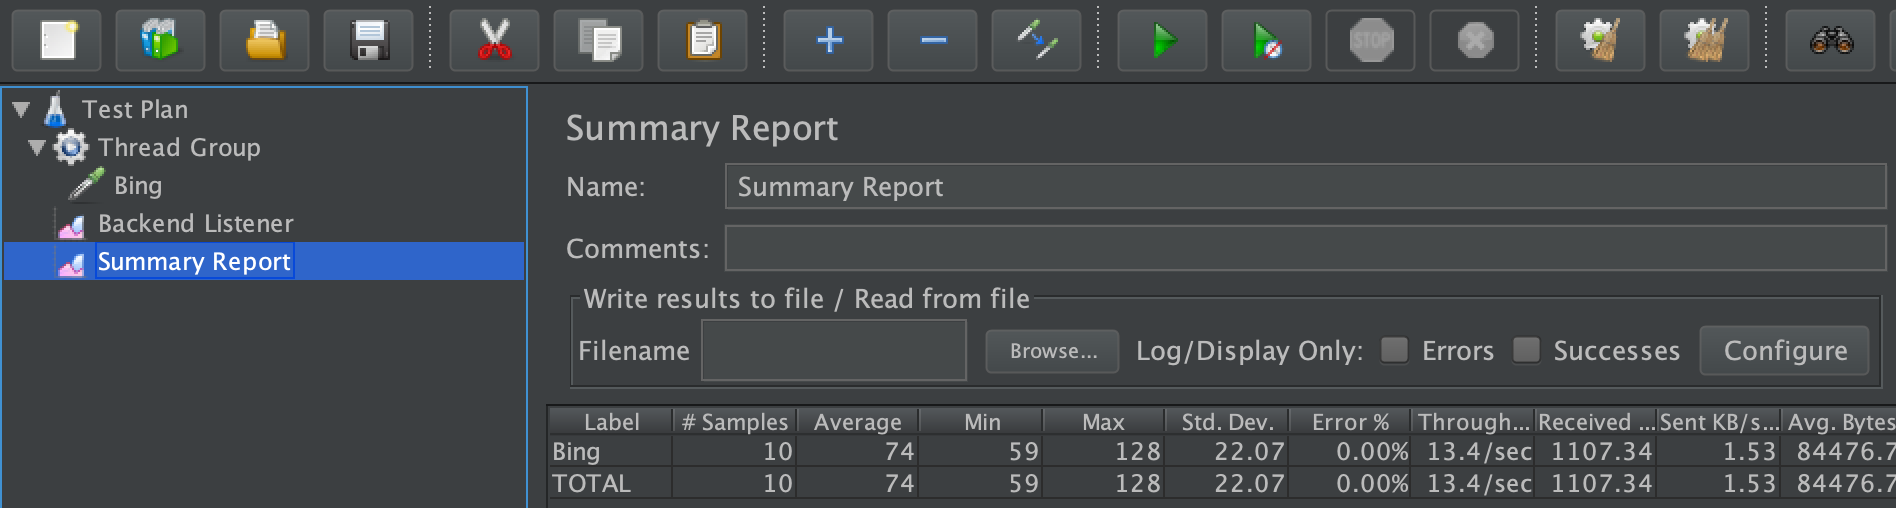 STOP
Test Plan
Thread Group
Bing
Backend Listener
Summary Report
Summary Report
Name: Summary Report
Comments:
Write results to file / Read from file
Filename Browse... Log/Display Only: Errors Successes Configure
Label # Samples Average Min Max Std. Dev. Error % Through... Received ... Sent KB/s... Avg. Bytes
Bing 10 74 59 128 22.07 0.00% 13.4/sec 1107.34 1.53 84476.7
TOTAL 10 74 59 128 22.07 0.00% 13.4/sec 1107.34 1.53 84476.7